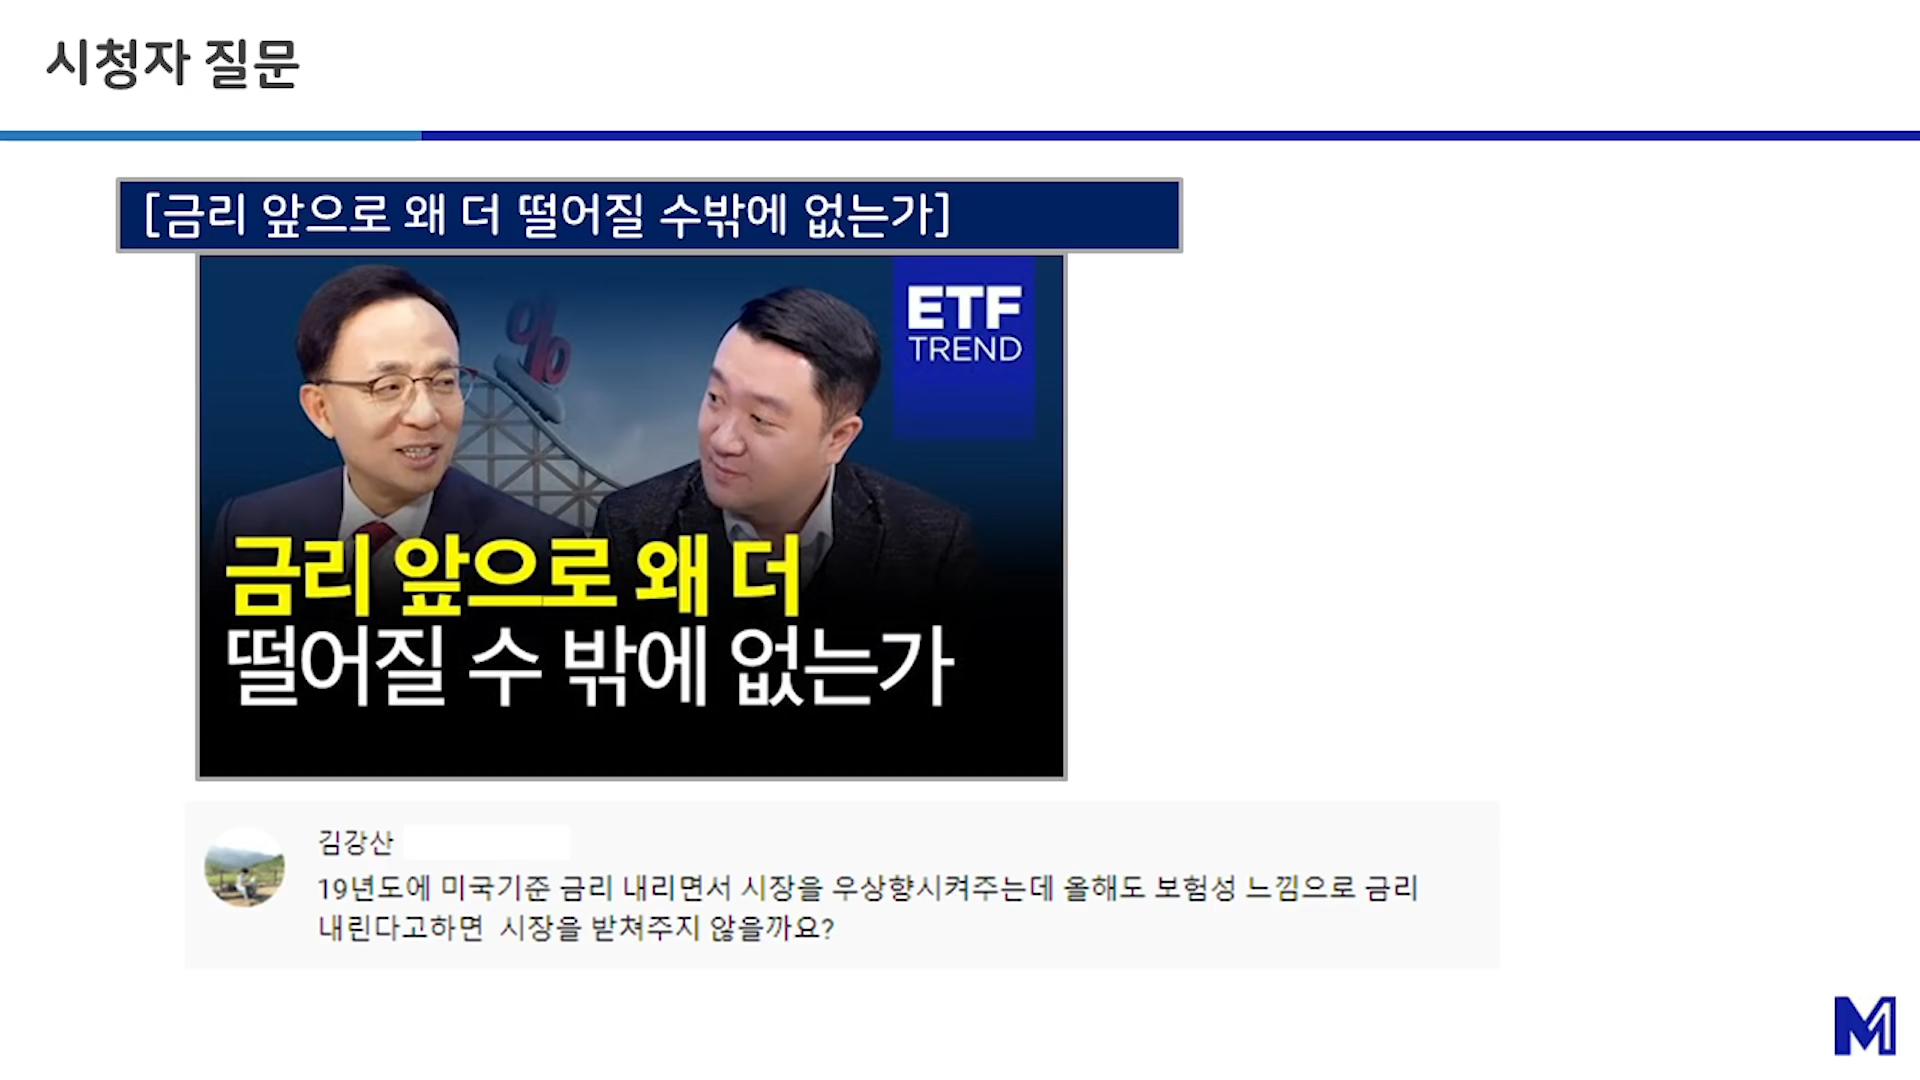 시청자 질문
[금리 앞으로 왜 더 떨어질 수밖에 없는가]
ETF
TREND
%
금리 앞으로 왜 더
떨어질 수 밖에 없는가
김강산
19년도에 미국기준 금리 내리면서 시장을 우상향시켜주는데 올해도 보험성 느낌으로 금리
내린다고하면 시장을 받쳐주지 않을까요?
M